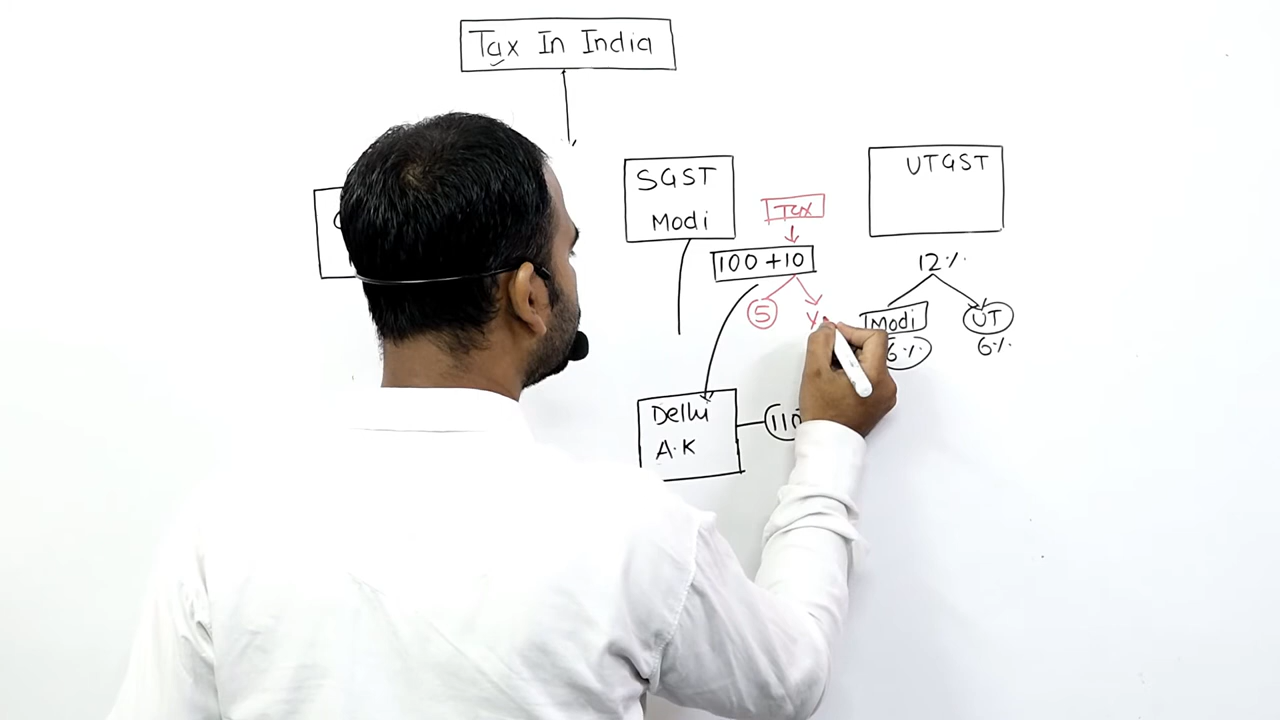 Tax In India
SGST
Modi
Tax
100 + 10
5
UTGST
12%
Modi
6%
UT
6%
Delhi
A.K